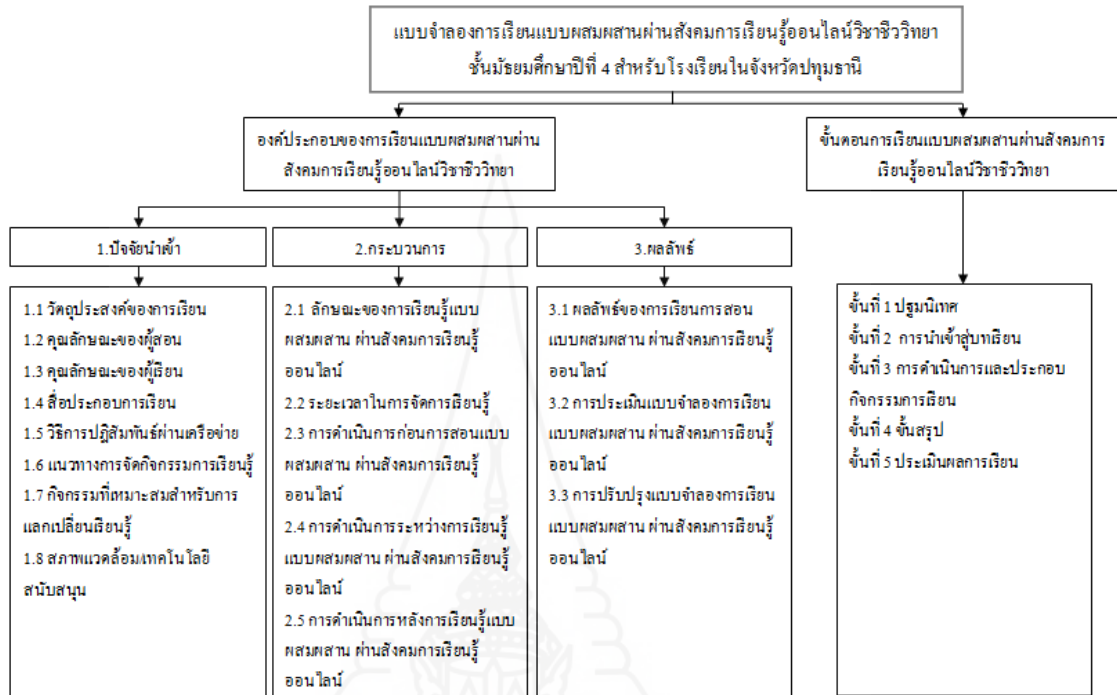 แบบจำลองการเรียนแบบผสมผสานผ่านสังคมการเรียนรู้ออนไลน์วิชาชีววิทยา
ชั้นมัธยมศึกษาปีที่ 4 สำหรับโรงเรียนในจังหวัดปทุมธานี
องค์ประกอบของการเรียนแบบผสมผสานผ่าน
สังคมการเรียนรู้ออนไลน์วิชาชีววิทยา
ขั้นตอนการเรียนแบบผสมผสานผ่านสังคมการ
เรียนรู้ออนไลน์วิชาชีววิทยา
1.ปัจจัยนำเข้า
1.1 วัตถุประสงค์ของการเรียน
1.2 คุณลักษณะของผู้สอน
1.3 คุณลักษณะของผู้เรียน
1.4 สื่อประกอบการเรียน
1.5 วิธีการปฏิสัมพันธ์ผ่านเครือข่าย
1.6 แนวทางการจัดกิจกรรมการเรียนรู้
1.7 กิจกรรมที่เหมาะสมสำหรับการ
แลกเปลี่ยนเรียนรู้
1.8 สภาพแวดล้อม/เทคโนโลยี
สนับสนุน
2.กระบวนการ
2.1 ลักษณะของการเรียนรู้แบบ
ผสมผสาน ผ่านสังคมการเรียนรู้
ออนไลน์
2.2 ระยะเวลาในการจัดการเรียนรู้
2.3 การดำเนินการก่อนการสอนแบบ
ผสมผสาน ผ่านสังคมการเรียนรู้
ออนไลน์
2.4 การดำเนินการระหว่างการเรียนรู้
แบบผสมผสาน ผ่านสังคมการเรียนรู้
ออนไลน์
2.5 การดำเนินการหลังการเรียนรู้แบบ
ผสมผสาน ผ่านสังคมการเรียนรู้
ออนไลน์
3.ผลลัพธ์
3.1 ผลลัพธ์ของการเรียนการสอน
แบบผสมผสาน ผ่านสังคมการเรียนรู้
ออนไลน์
3.2 การประเมินแบบจำลองการเรียน
แบบผสมผสาน ผ่านสังคมการเรียนรู้
ออนไลน์
3.3 การปรับปรุงแบบจำลองการเรียน
แบบผสมผสาน ผ่านสังคมการเรียนรู้
ออนไลน์
ขั้นที่ 1 ปฐมนิเทศ
ขั้นที่ 2 การนำเข้าสู่บทเรียน
ขั้นที่ 3 การดำเนินการและประกอบ
กิจกรรมการเรียน
ขั้นที่ 4 ขั้นสรุป
ขั้นที่ 5 ประเมินผลการเรียน